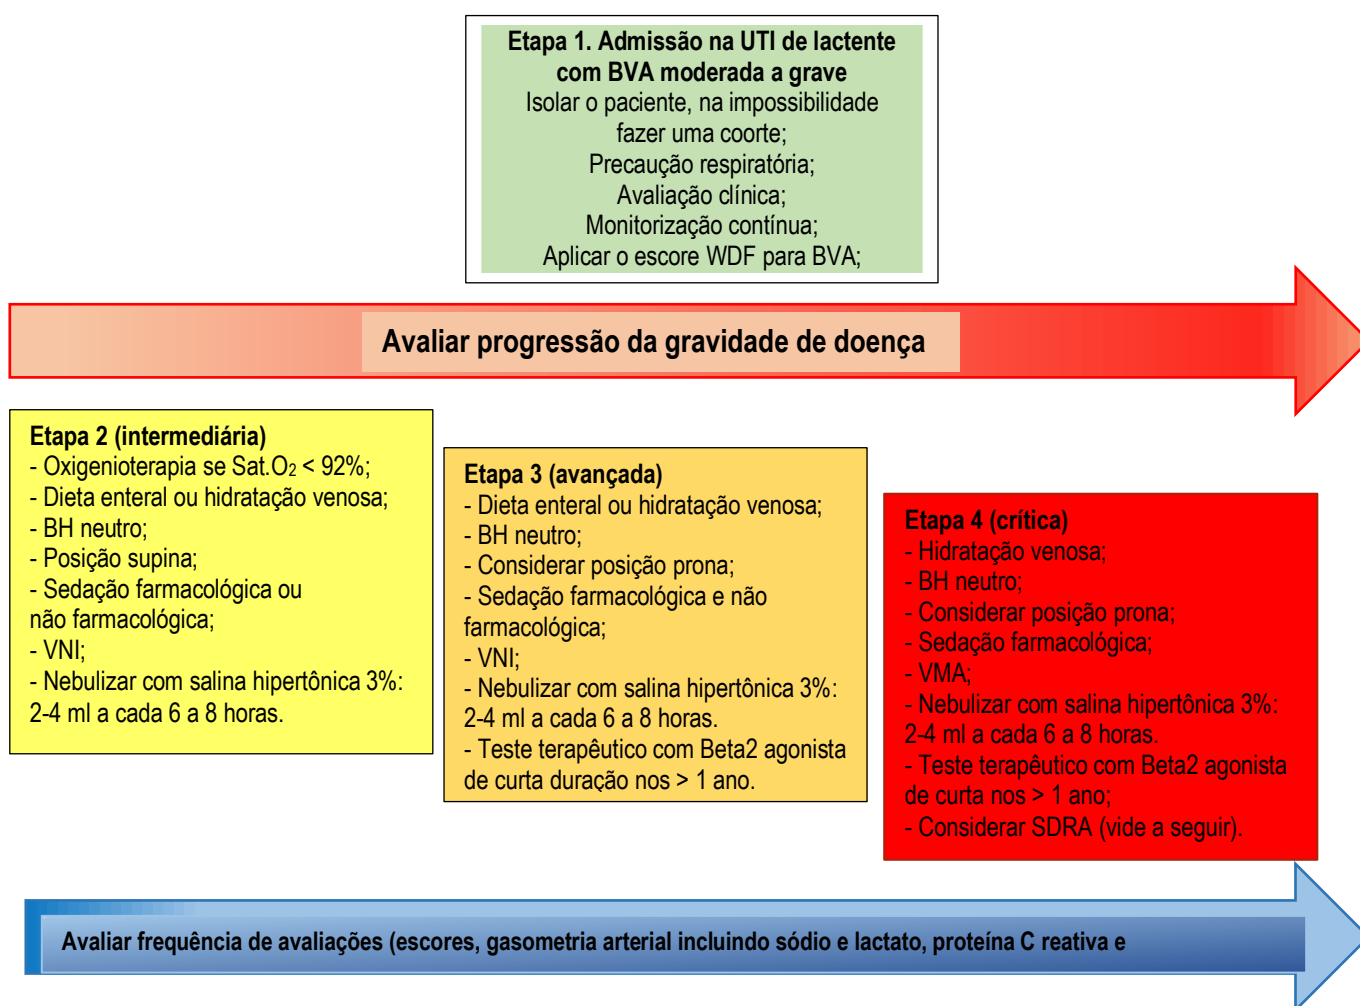 Etapa 1. Admissão na UTI de lactente
com BVA moderada a grave
Isolar o paciente, na impossibilidade
fazer uma coorte;
Precaução respiratória;
Avaliação clínica;
Monitorização contínua;
Aplicar o escore WDF para BVA;
Avaliar progressão da gravidade de doença
Etapa 2 (intermediária)
- Oxigenioterapia se Sat.O₂ < 92%;
- Dieta enteral ou hidratação venosa;
- BH neutro;
- Posição supina;
- Sedação farmacológica ou
não farmacológica;
- VNI;
- Nebulizar com salina hipertônica 3%:
2-4 ml a cada 6 a 8 horas.
Etapa 3 (avançada)
- Dieta enteral ou hidratação venosa;
- BH neutro;
- Considerar posição prona;
- Sedação farmacológica e não
farmacológica;
- VNI;
- Nebulizar com salina hipertônica 3%:
2-4 ml a cada 6 a 8 horas.
- Teste terapêutico com Beta2 agonista
de curta duração nos > 1 ano.
Etapa 4 (crítica)
- Hidratação venosa;
- BH neutro;
- Considerar posição prona;
- Sedação farmacológica;
- VMA;
- Nebulizar com salina hipertônica 3%:
2-4 ml a cada 6 a 8 horas.
- Teste terapêutico com Beta2 agonista
de curta nos > 1 ano;
- Considerar SDRA (vide a seguir).
Avaliar frequência de avaliações (escores, gasometria arterial incluindo sódio e lactato, proteína C reativa e